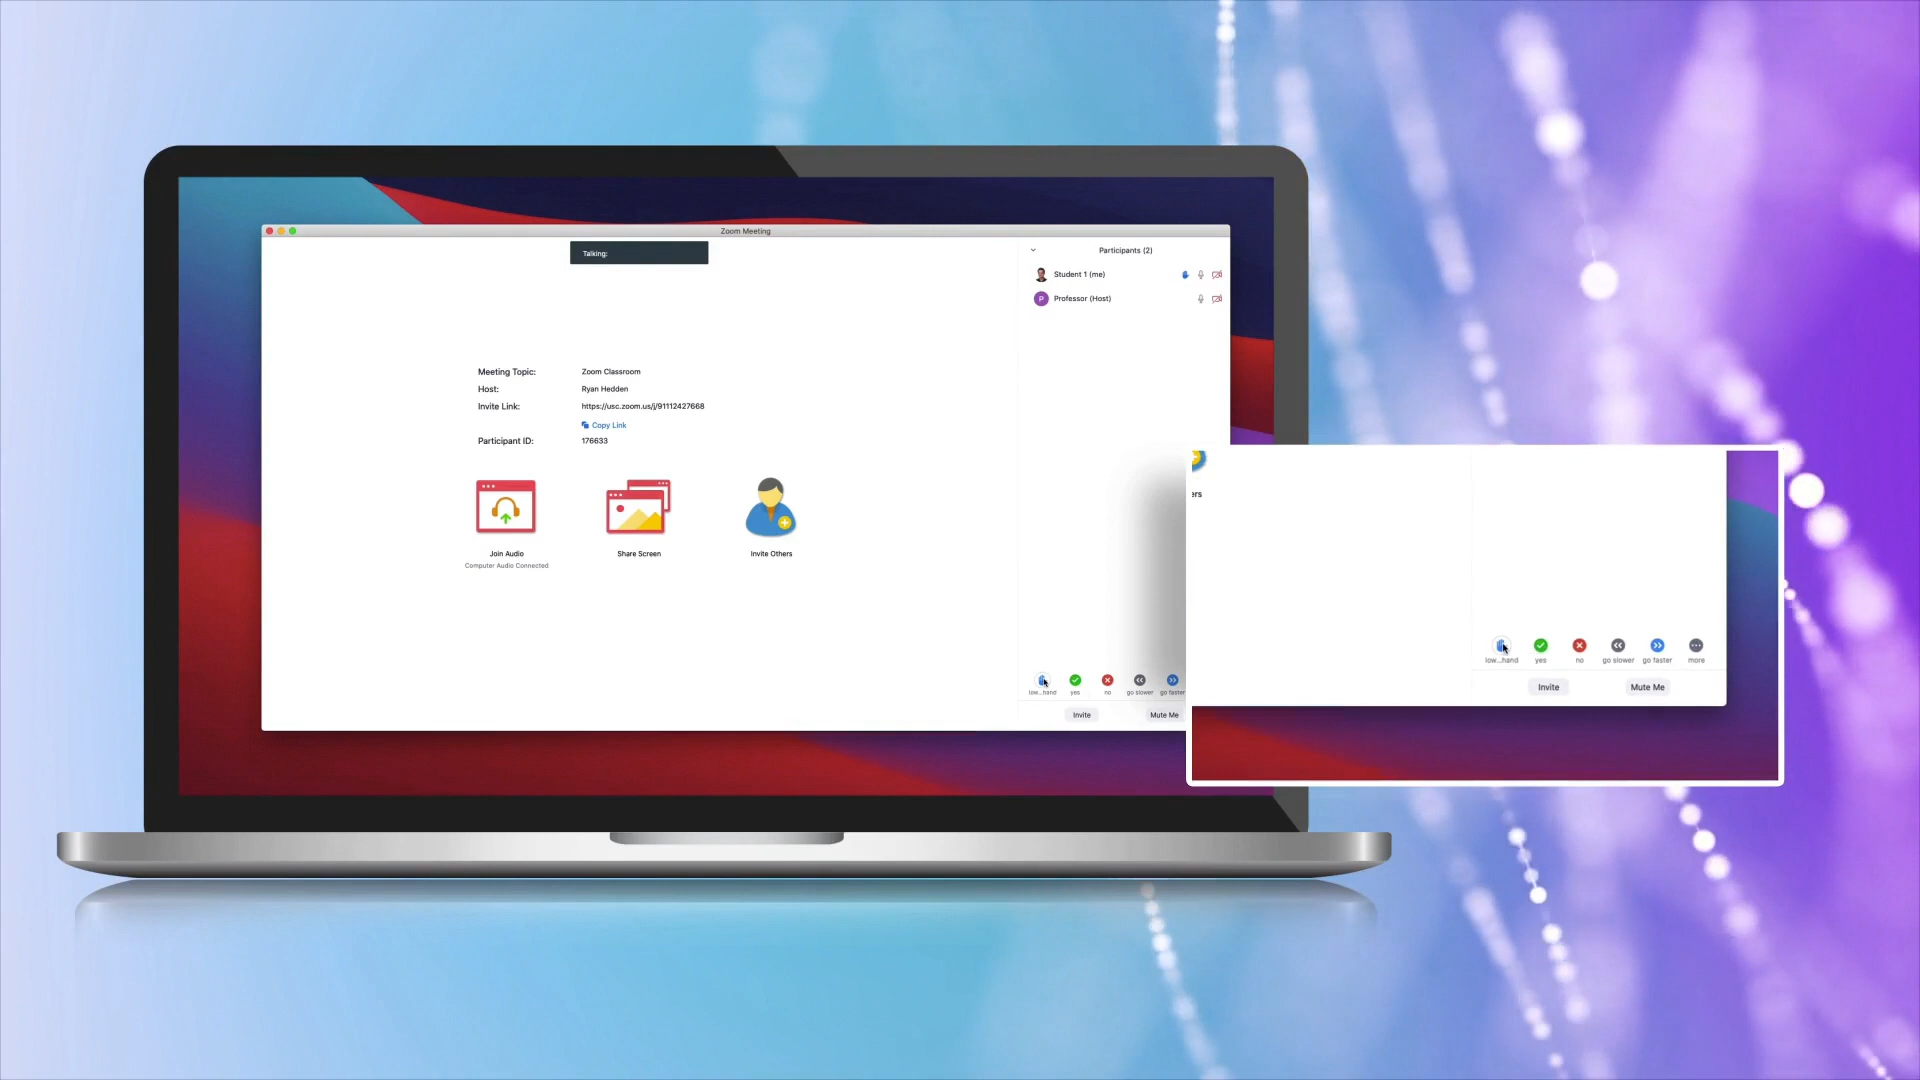 Zoom Meeting
Talking:
Participants (2)
Student 1 (me)
P Professor (Host)
Meeting Topic: Zoom Classroom
Host: Ryan Hedden
Invite Link: https://usc.zoom.us/j/91112427668
Copy Link
Participant ID: 176633
Join Audio Share Screen Invite Others
Computer Audio Connected
low...hand yes no go slower go faster
Invite Mute Me
ers
low...hand yes no go slower go faster more
Invite Mute Me